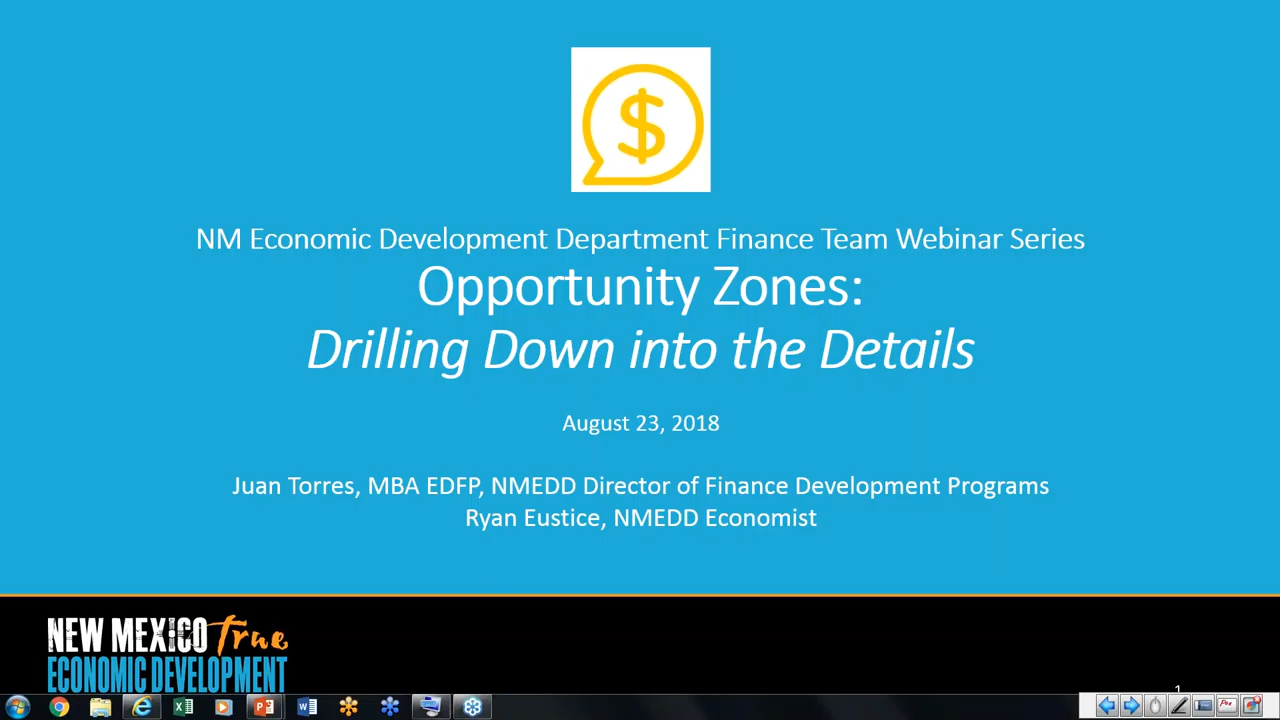 $
NM Economic Development Department Finance Team Webinar Series
Opportunity Zones:
Drilling Down into the Details
August 23, 2018
Juan Torres, MBA EDFP, NMEDD Director of Finance Development Programs
Ryan Eustice, NMEDD Economist
NEW MEXICO True
ECONOMIC DEVELOPMENT
1